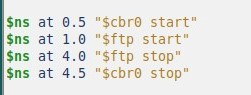 $ns at 0.5 "$cbr0 start"
$ns at 1.0 "$ftp start"
$ns at 4.0 "$ftp stop"
$ns at 4.5 "$cbr0 stop"